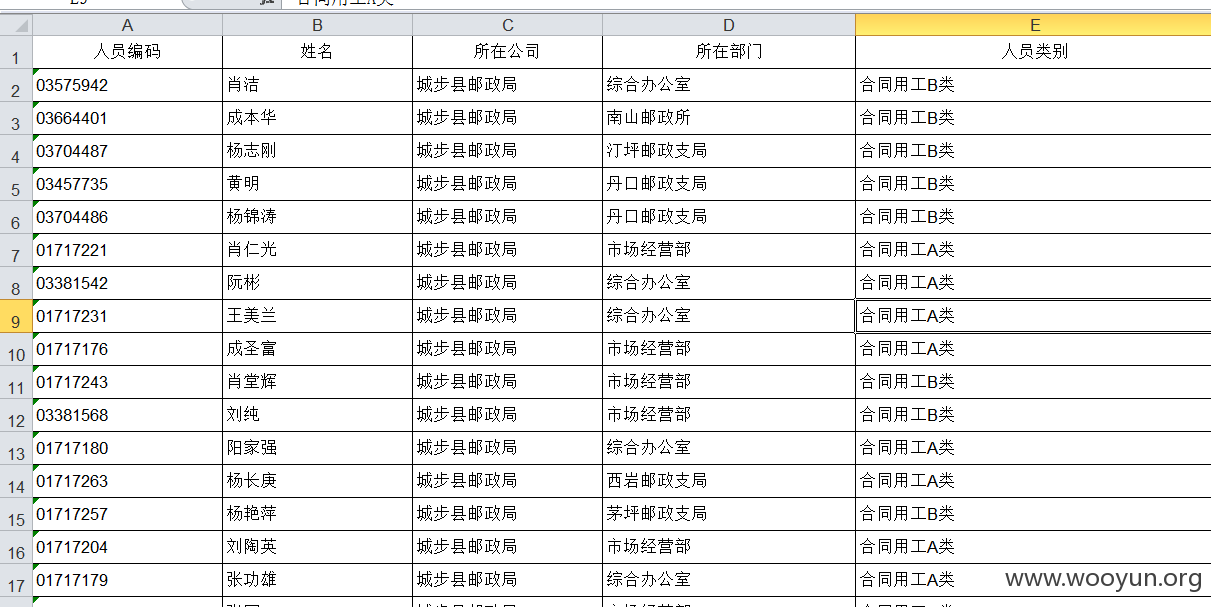 A B C D E
1 人员编码 姓名 所在公司 所在部门 人员类别
2 03575942 肖洁 城步县邮政局 综合办公室 合同用工B类
3 03664401 成本华 城步县邮政局 南山邮政所 合同用工B类
4 03704487 杨志刚 城步县邮政局 汀坪邮政支局 合同用工B类
5 03457735 黄明 城步县邮政局 丹口邮政支局 合同用工B类
6 03704486 杨锦涛 城步县邮政局 丹口邮政支局 合同用工B类
7 01717221 肖仁光 城步县邮政局 市场经营部 合同用工A类
8 03381542 阮彬 城步县邮政局 综合办公室 合同用工A类
9 01717231 王美兰 城步县邮政局 综合办公室 合同用工A类
10 01717176 成圣富 城步县邮政局 市场经营部 合同用工A类
11 01717243 肖堂辉 城步县邮政局 市场经营部 合同用工B类
12 03381568 刘纯 城步县邮政局 市场经营部 合同用工B类
13 01717180 阳家强 城步县邮政局 综合办公室 合同用工A类
14 01717263 杨长庚 城步县邮政局 西岩邮政支局 合同用工A类
15 01717257 杨艳萍 城步县邮政局 茅坪邮政支局 合同用工B类
16 01717204 刘陶英 城步县邮政局 市场经营部 合同用工A类
17 01717179 张功雄 城步县邮政局 综合办公室 合同用工A类
www.wooyun.org